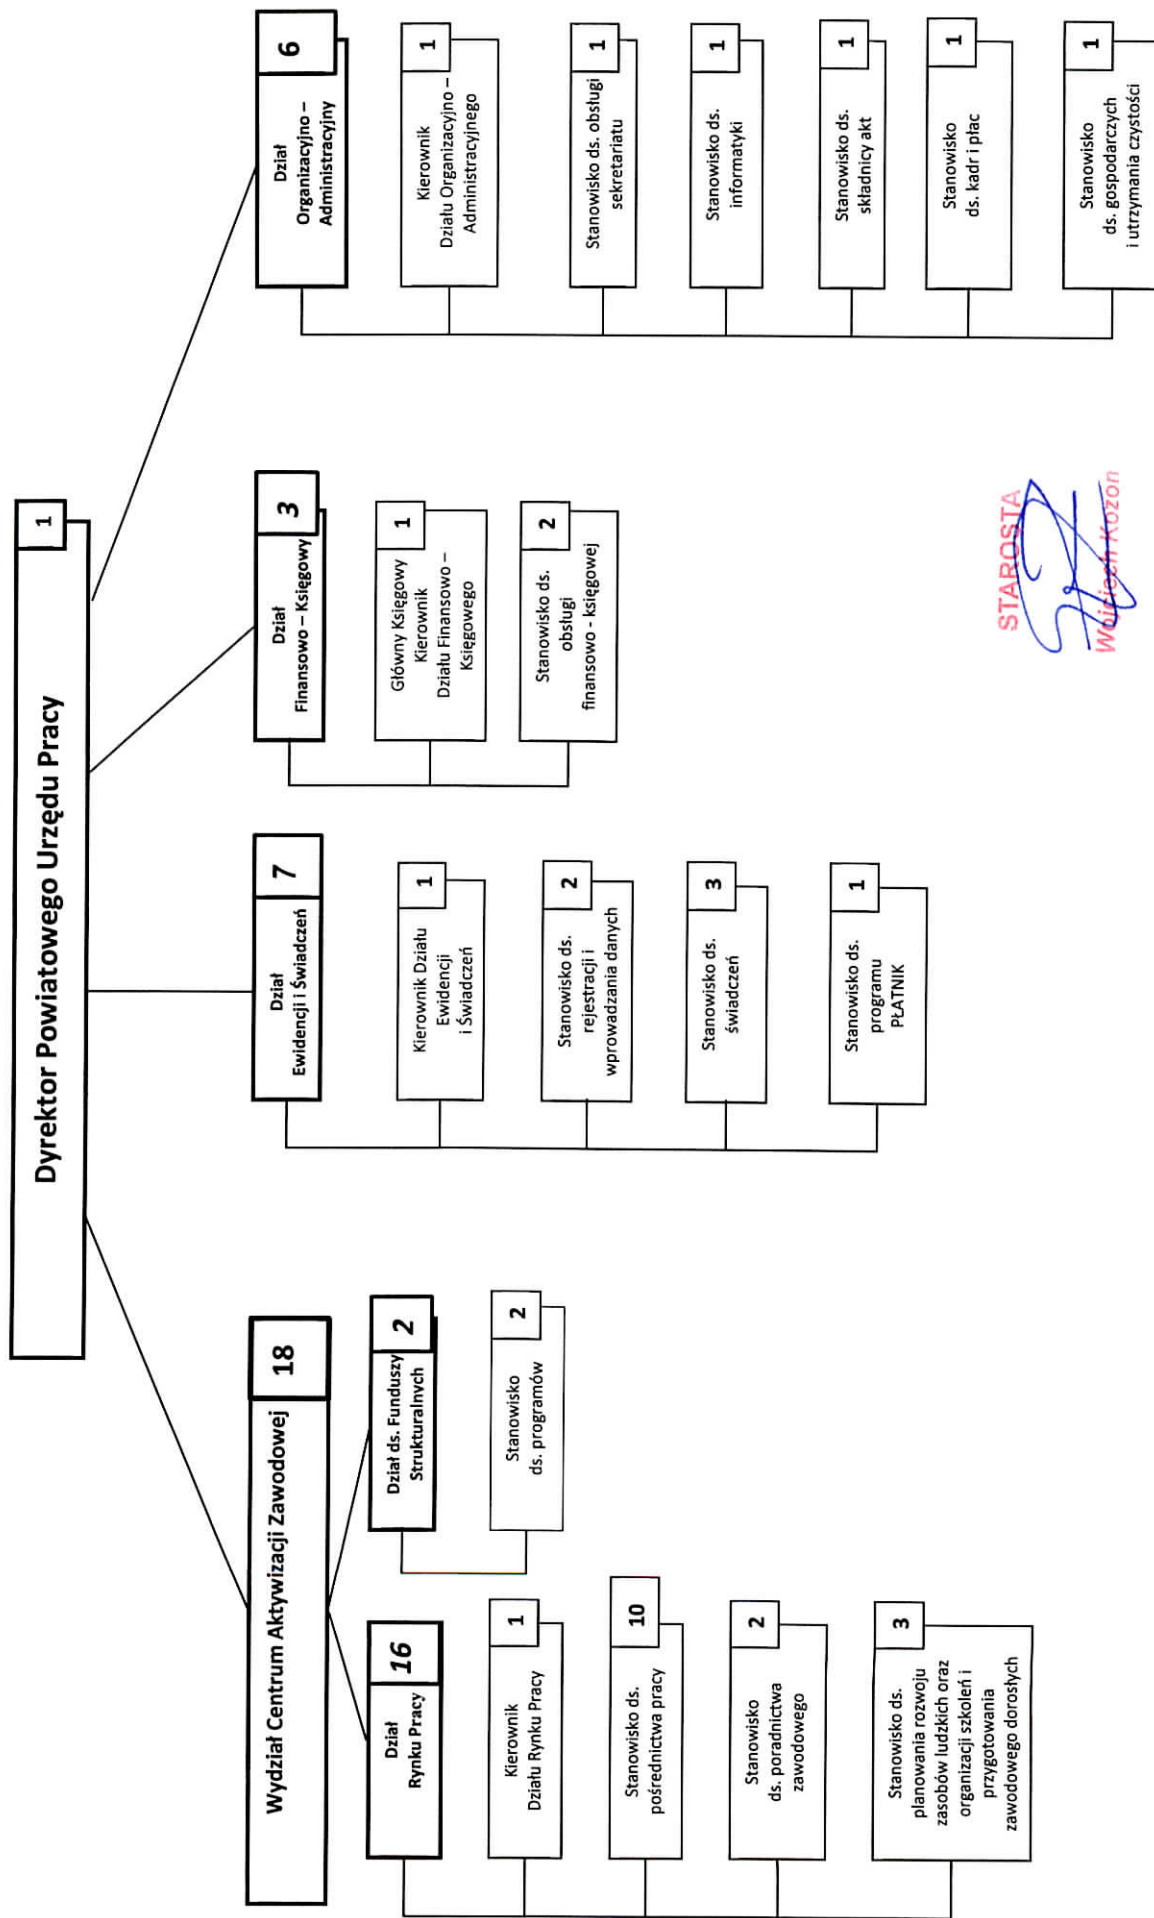 Dyrektor Powiatowego Urzędu Pracy
1
Wydział Centrum Aktywizacji Zawodowej
18
Dział
Rynku Pracy
16
Kierownik
Działu Rynku Pracy
1
Stanowisko ds.
pośrednictwa pracy
10
Stanowisko
ds. poradnictwa
zawodowego
2
Stanowisko ds.
planowania rozwoju
zasobów ludzkich oraz
organizacji szkoleń i
przygotowania
zawodowego dorosłych
3
Dział ds. Funduszy
Strukturalnych
2
Stanowisko
ds. programów
2
Dział
Ewidencji i Świadczeń
7
Kierownik Działu
Ewidencji
i Świadczeń
1
Stanowisko ds.
rejestracji i
wprowadzania danych
2
Stanowisko ds.
świadczeń
3
Stanowisko ds.
programu
PŁATNIK
1
Dział
Finansowo – Księgowy
3
Główny Księgowy
Kierownik
Działu Finansowo –
Księgowego
1
Stanowisko ds.
obsługi
finansowo - księgowej
2
Dział
Organizacyjno –
Administracyjny
6
Kierownik
Działu Organizacyjno –
Administracyjnego
1
Stanowisko ds. obsługi
sekretariatu
1
Stanowisko ds.
informatyki
1
Stanowisko ds.
składnicy akt
1
Stanowisko
ds. kadr i płac
1
Stanowisko
ds. gospodarczych
i utrzymania czystości
1
STAROSTA
Wojciech Kozon